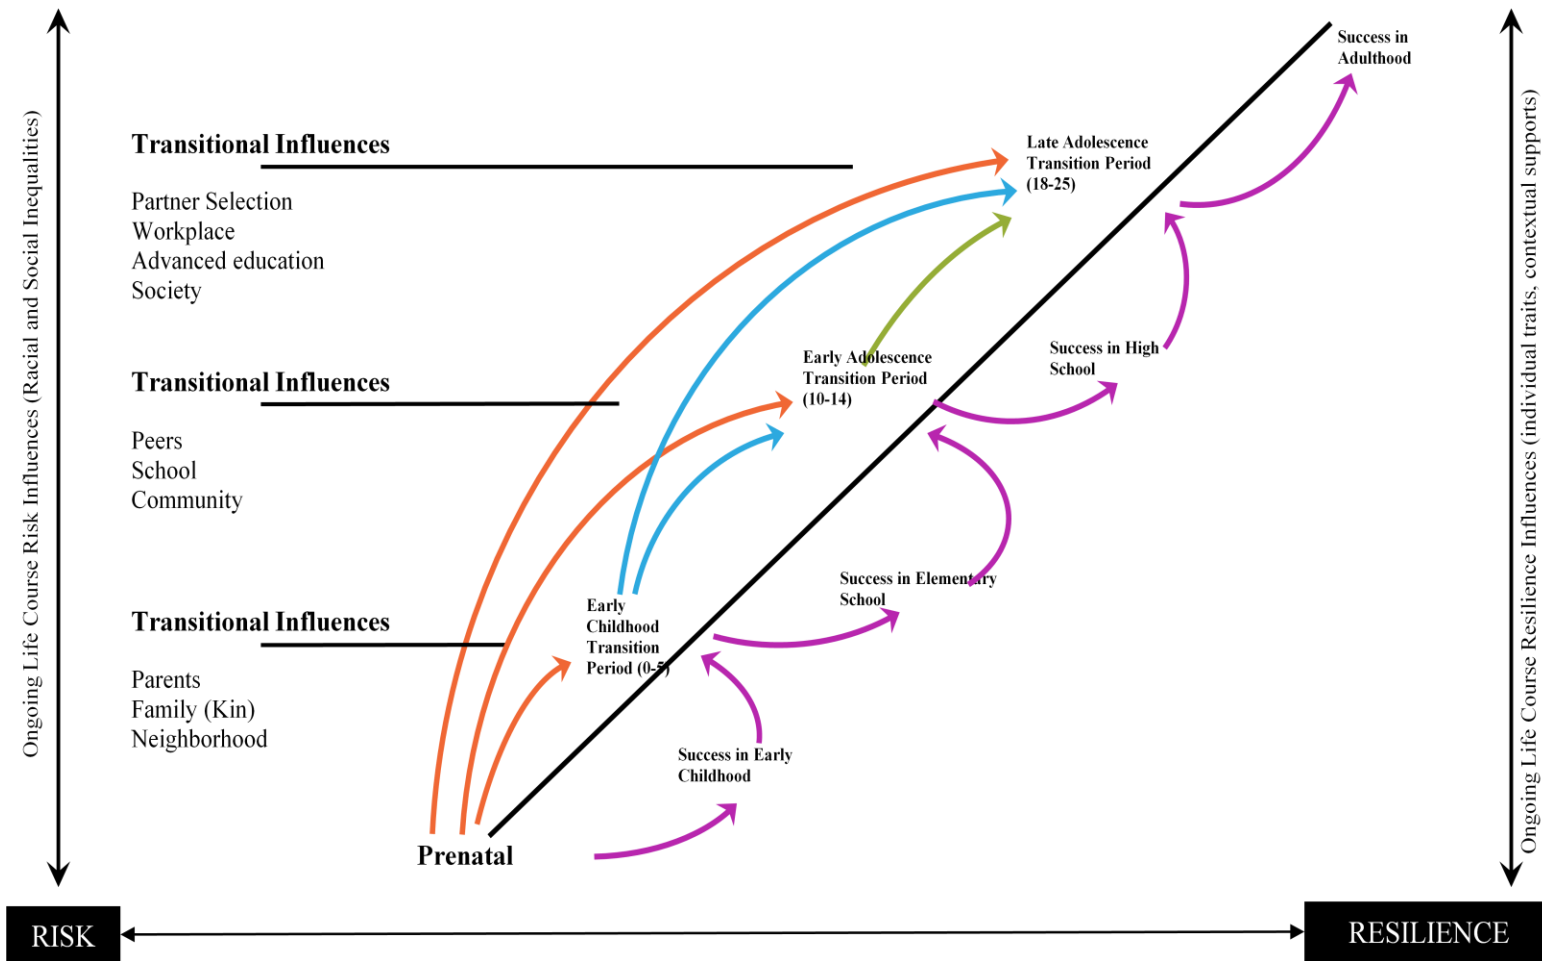 Ongoing Life Course Risk Influences (Racial and Social Inequalities)
Transitional Influences
Partner Selection
Workplace
Advanced education
Society
Transitional Influences
Peers
School
Community
Transitional Influences
Parents
Family (Kin)
Neighborhood
Prenatal
Early
Childhood
Transition
Period (0-5)
Early Adolescence
Transition Period
(10-14)
Late Adolescence
Transition Period
(18-25)
Success in Early
Childhood
Success in Elementary
School
Success in High
School
Success in
Adulthood
Ongoing Life Course Resilience Influences (individual traits, contextual supports)
RISK
RESILIENCE